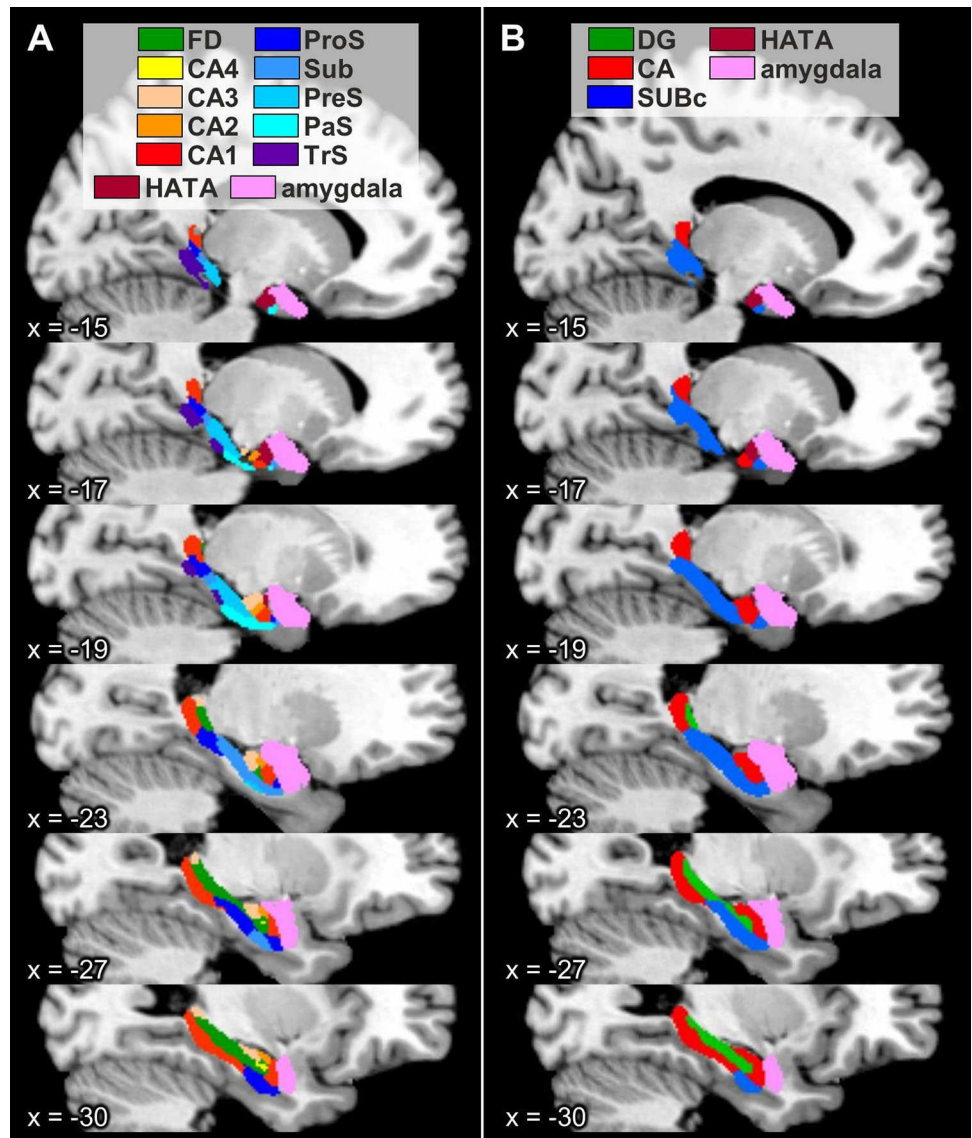 A
FD ProS
CA4 Sub
CA3 PreS
CA2 PaS
CA1 TrS
HATA amygdala
x = -15
x = -17
x = -19
x = -23
x = -27
x = -30
B
DG HATA
CA amygdala
SUBc
x = -15
x = -17
x = -19
x = -23
x = -27
x = -30